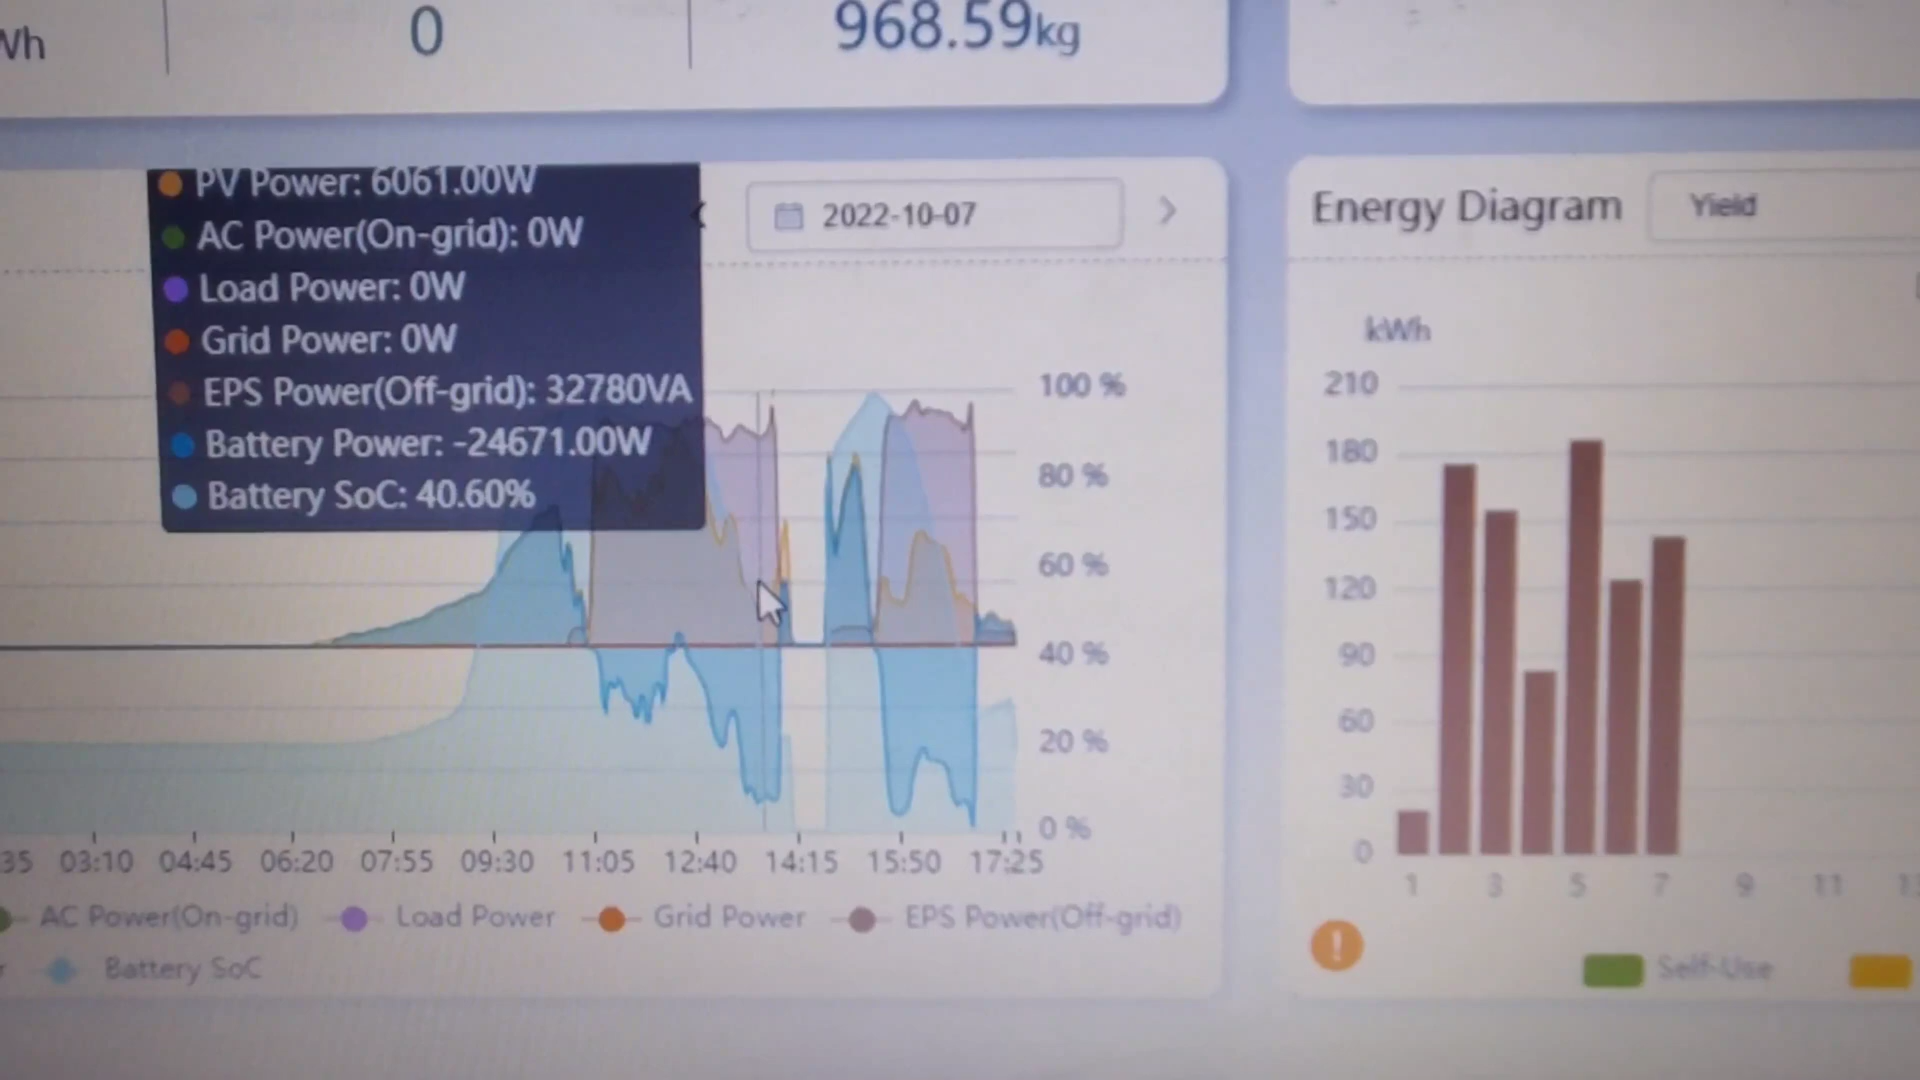 Wh
0
968.59kg
PV Power: 6061.00W
AC Power(On-grid): 0W
Load Power: 0W
Grid Power: 0W
EPS Power(Off-grid): 32780VA
Battery Power: -24671.00W
Battery SoC: 40.60%
2022-10-07
100 %
80 %
60 %
40 %
20 %
0 %
35 03:10 04:45 06:20 07:55 09:30 11:05 12:40 14:15 15:50 17:25
AC Power(On-grid) Load Power Grid Power EPS Power(Off-grid)
r Battery SoC
Energy Diagram Yield
kWh
210
180
150
120
90
60
30
0
1 3 5 7 9 11 13
!
Self-Use